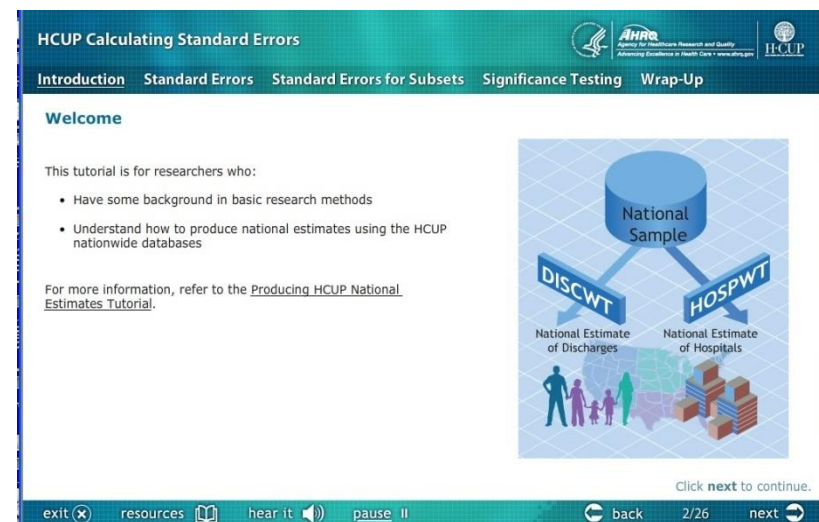 HCUP Calculating Standard Errors
AHRQ
Agency for Healthcare Research and Quality
Advancing Excellence in Health Care • www.ahrq.gov
H·CUP
Introduction Standard Errors Standard Errors for Subsets Significance Testing Wrap-Up
Welcome
This tutorial is for researchers who:
• Have some background in basic research methods
• Understand how to produce national estimates using the HCUP
nationwide databases
For more information, refer to the Producing HCUP National
Estimates Tutorial.
National
Sample
DISCWT
HOSPWT
National Estimate
of Discharges
National Estimate
of Hospitals
Click next to continue.
exit resources hear it pause back 2/26 next